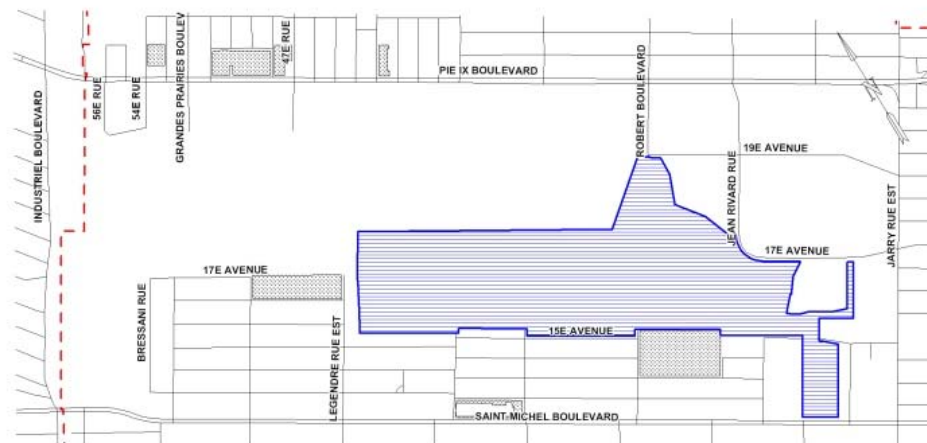 47E RUE
GRANDES PRAIRIES BOULEV
PIE IX BOULEVARD
56E RUE
54E RUE
ROBERT BOULEVARD
N
INDUSTRIEL BOULEVARD
19E AVENUE
JEAN RIVARD RUE
JARRY RUE EST
17E AVENUE
17E AVENUE
BRESSANI RUE
LEGENDRE RUE EST
15E AVENUE
SAINT-MICHEL BOULEVARD